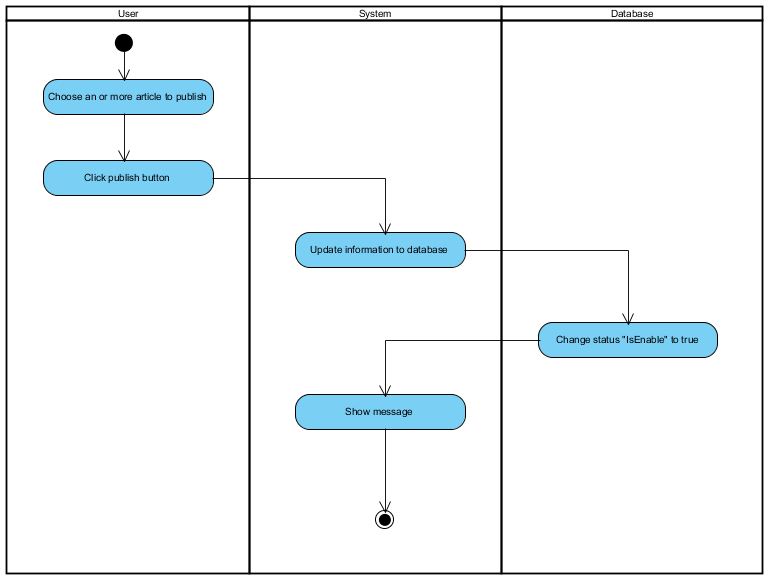 User
System
Database
Choose an or more article to publish
Click publish button
Update information to database
Change status "IsEnable" to true
Show message